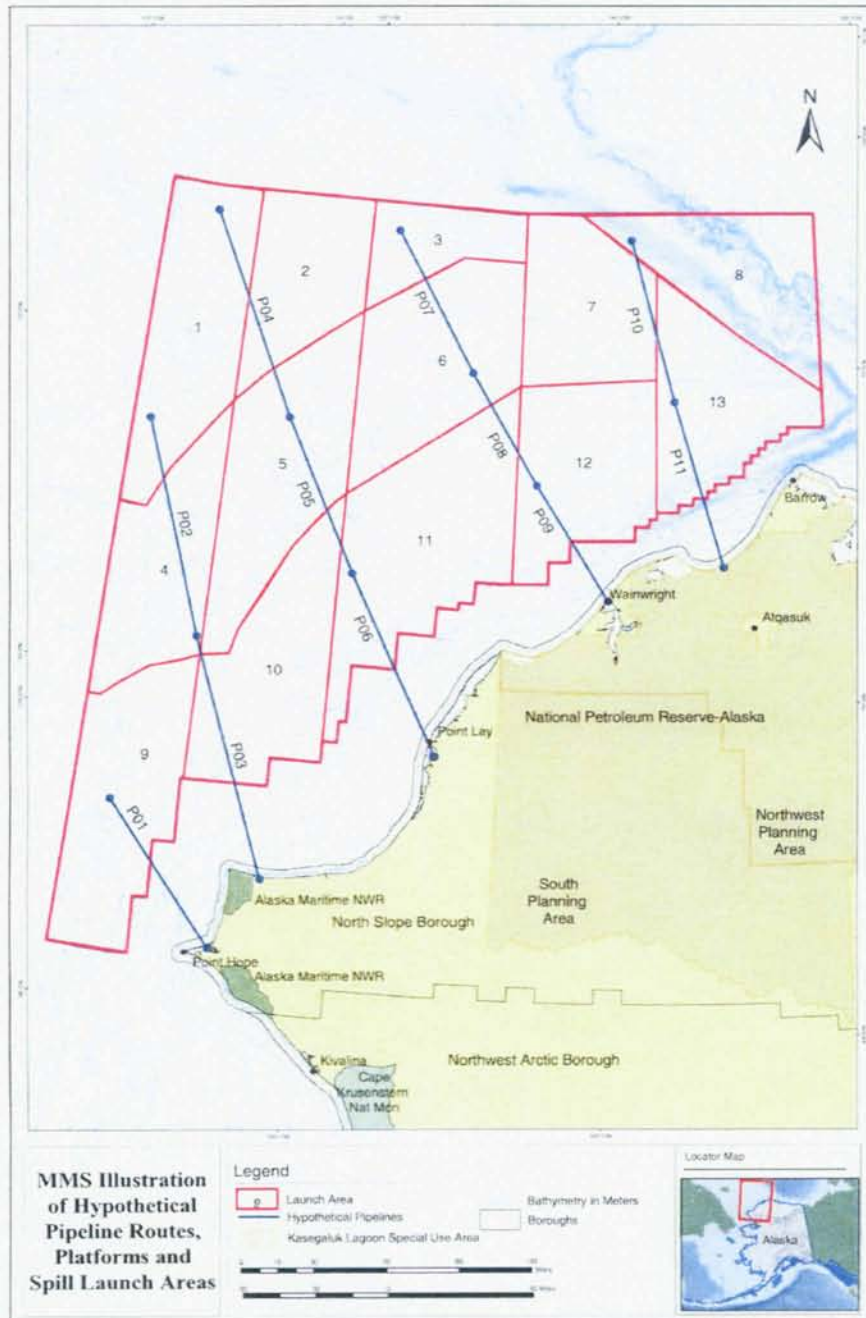 N
1
2
3
4
5
6
7
8
9
10
11
12
13
P01
P02
P03
P04
P05
P06
P07
P08
P09
P10
P11
Barrow
Wainwright
Atqasuk
National Petroleum Reserve-Alaska
Point Lay
Northwest
Planning
Area
South
Planning
Area
Alaska Maritime NWR
North Slope Borough
Point Hope
Alaska Maritime NWR
Kivalina
Northwest Arctic Borough
Cape
Krusenstern
Nat Mon
MMS Illustration
of Hypothetical
Pipeline Routes,
Platforms and
Spill Launch Areas
Legend
Launch Area
Hypothetical Pipelines
Kasegaluk Lagoon Special Use Area
Bathymetry in Meters
Boroughs
Locator Map
Alaska